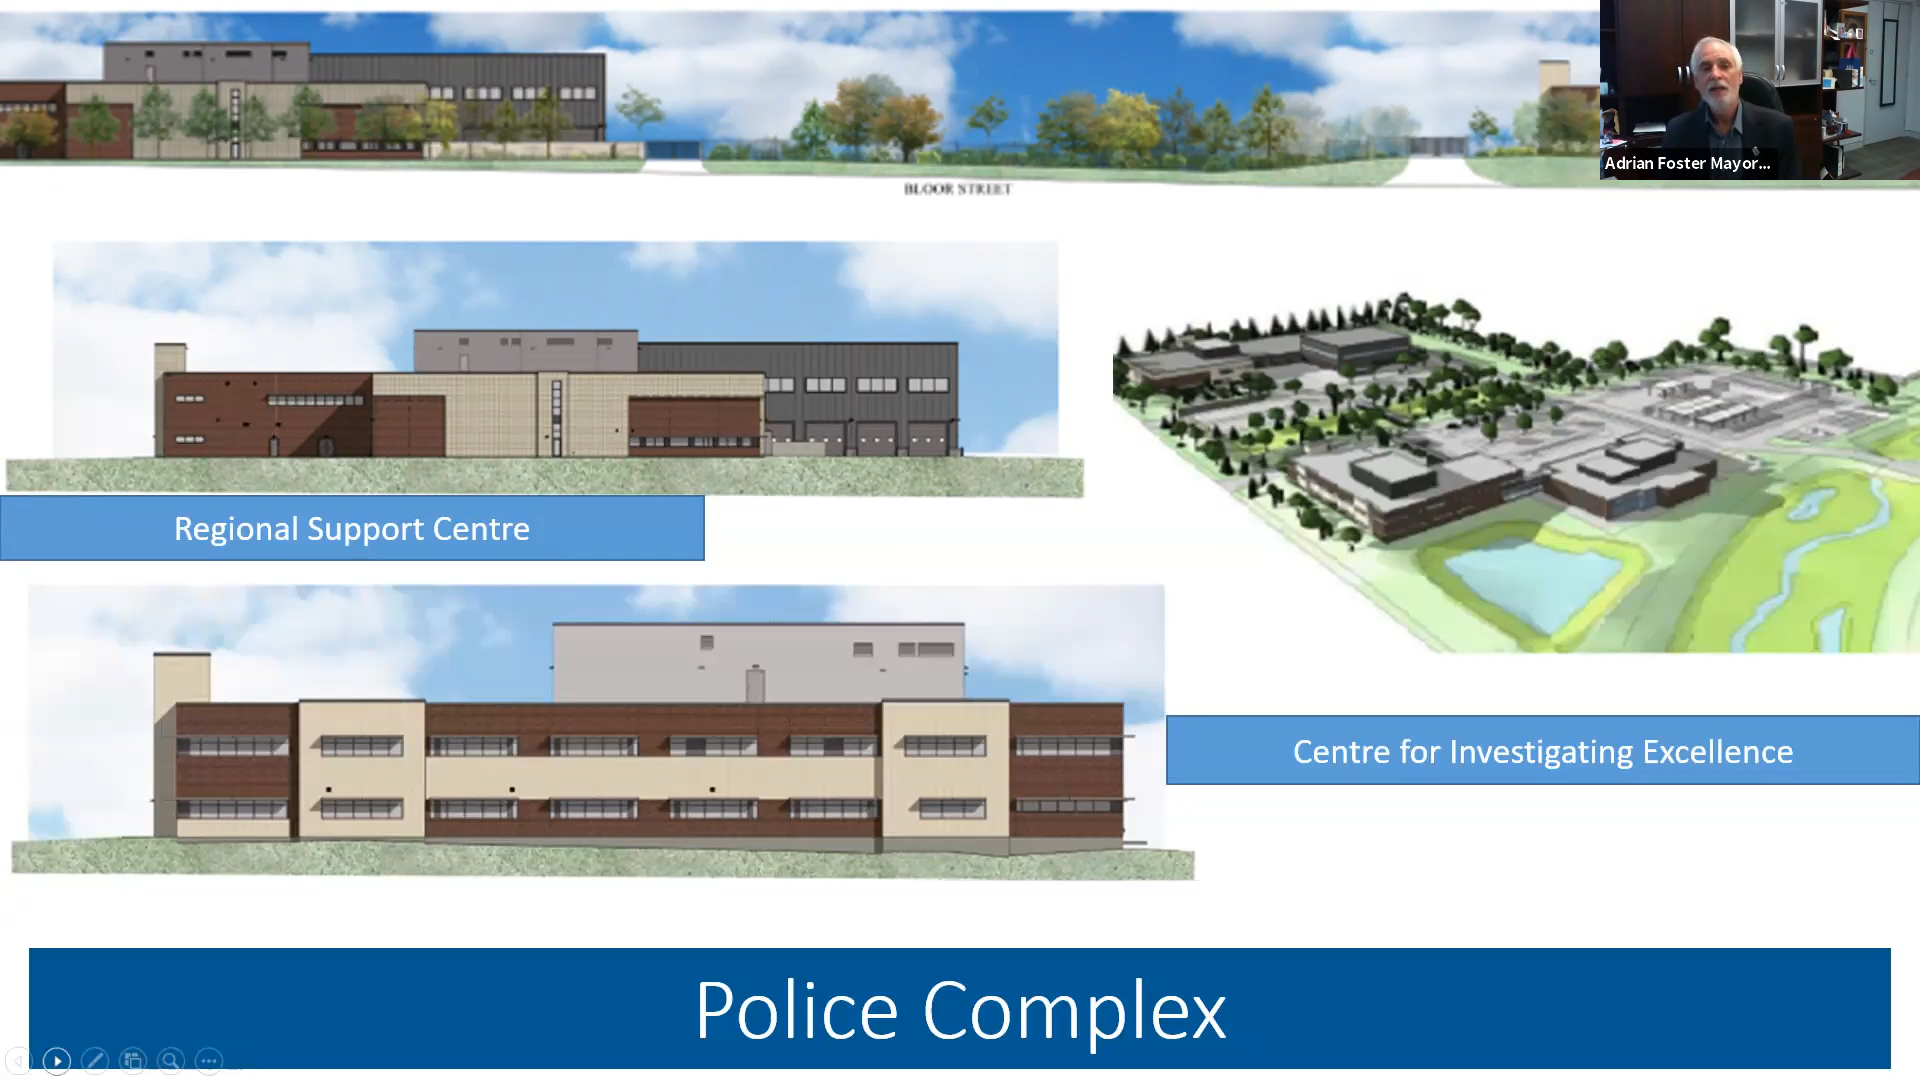 Adrian Foster Mayor...
BLOOR STREET
Regional Support Centre
Centre for Investigating Excellence
Police Complex